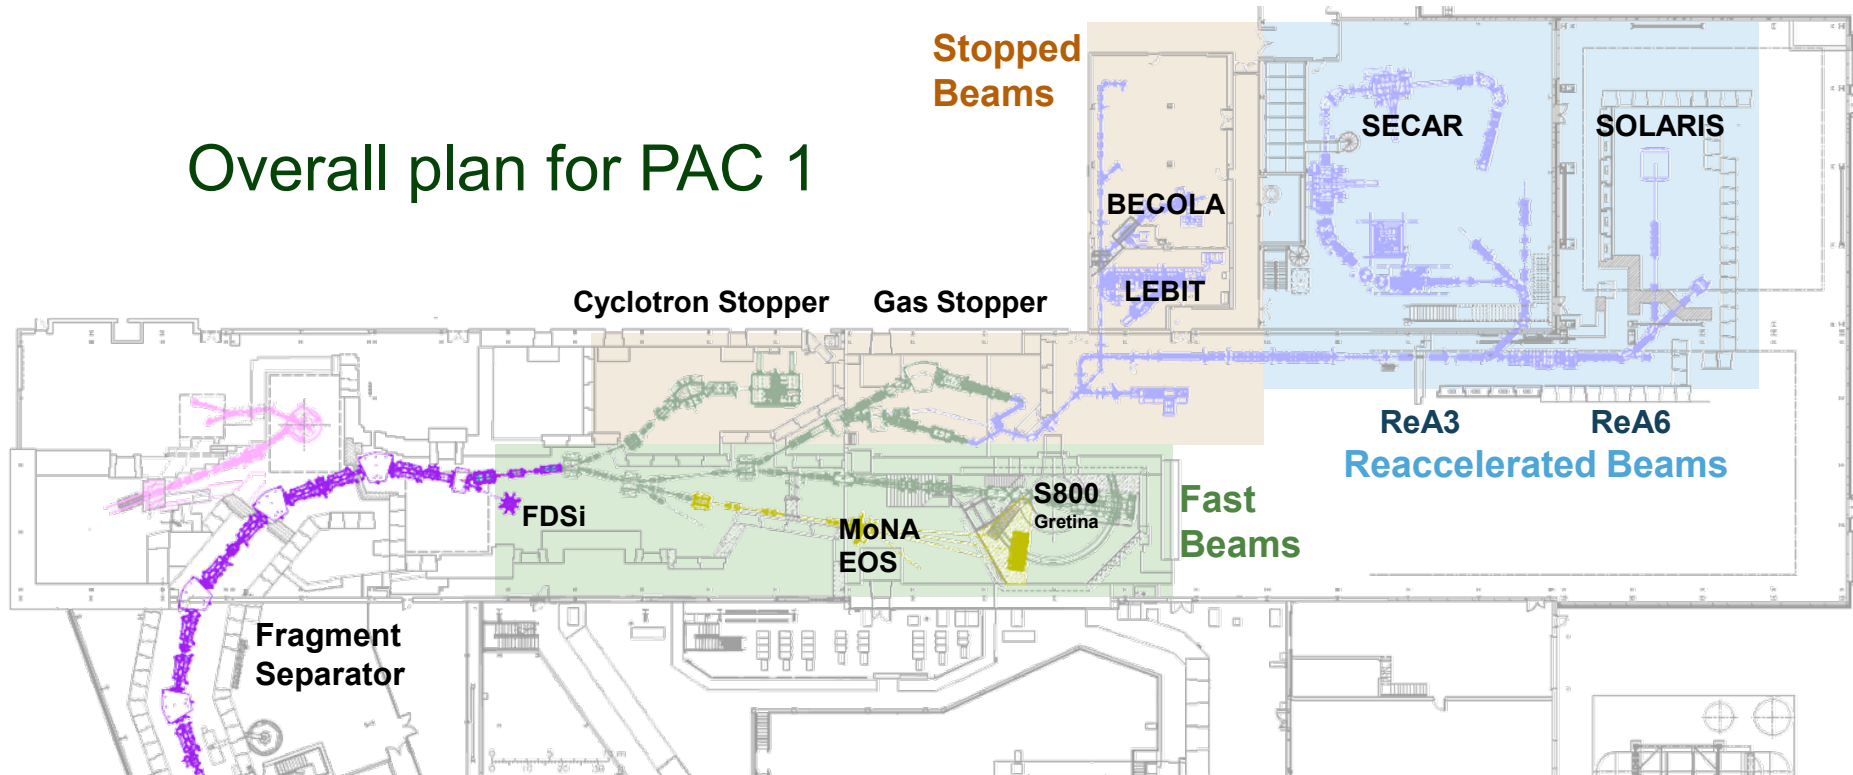 Stopped
Beams
Overall plan for PAC 1
SECAR
SOLARIS
BECOLA
LEBIT
Cyclotron Stopper
Gas Stopper
ReA3
ReA6
Reaccelerated Beams
S800
Gretina
Fast
Beams
FDSi
MoNA
EOS
Fragment
Separator